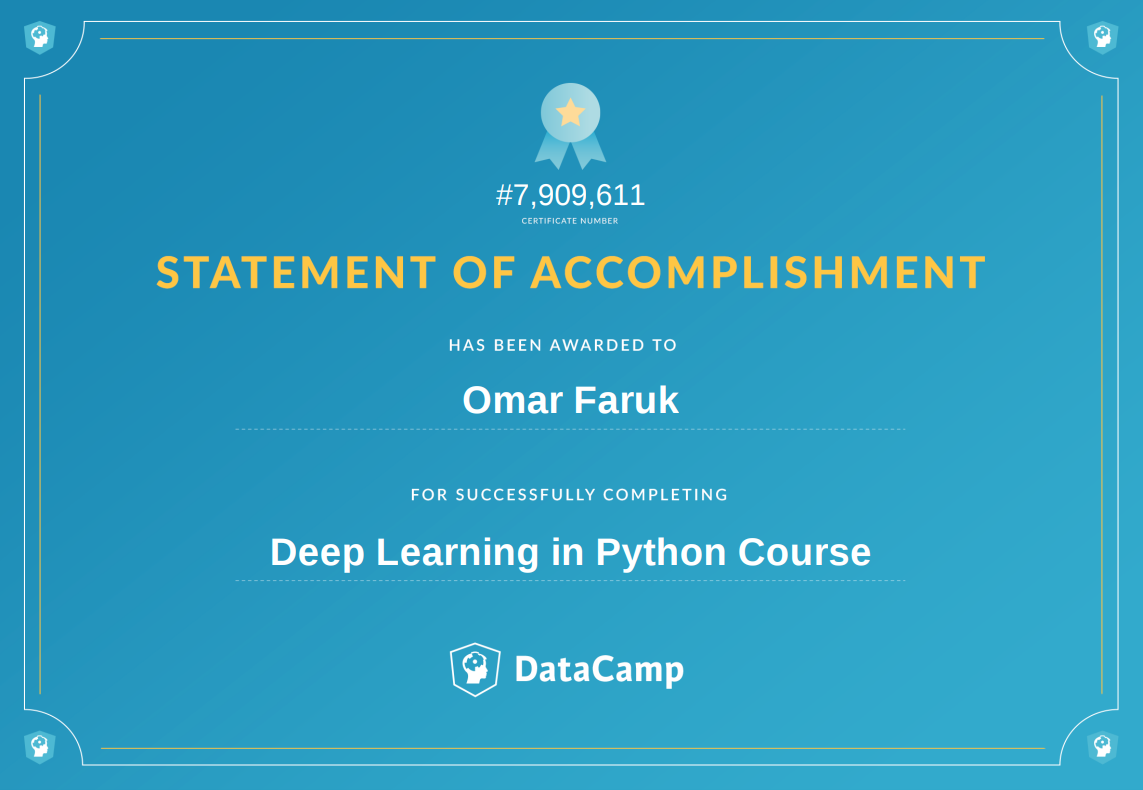 #7,909,611
CERTIFICATE NUMBER
STATEMENT OF ACCOMPLISHMENT
HAS BEEN AWARDED TO
Omar Faruk
FOR SUCCESSFULLY COMPLETING
Deep Learning in Python Course
DataCamp